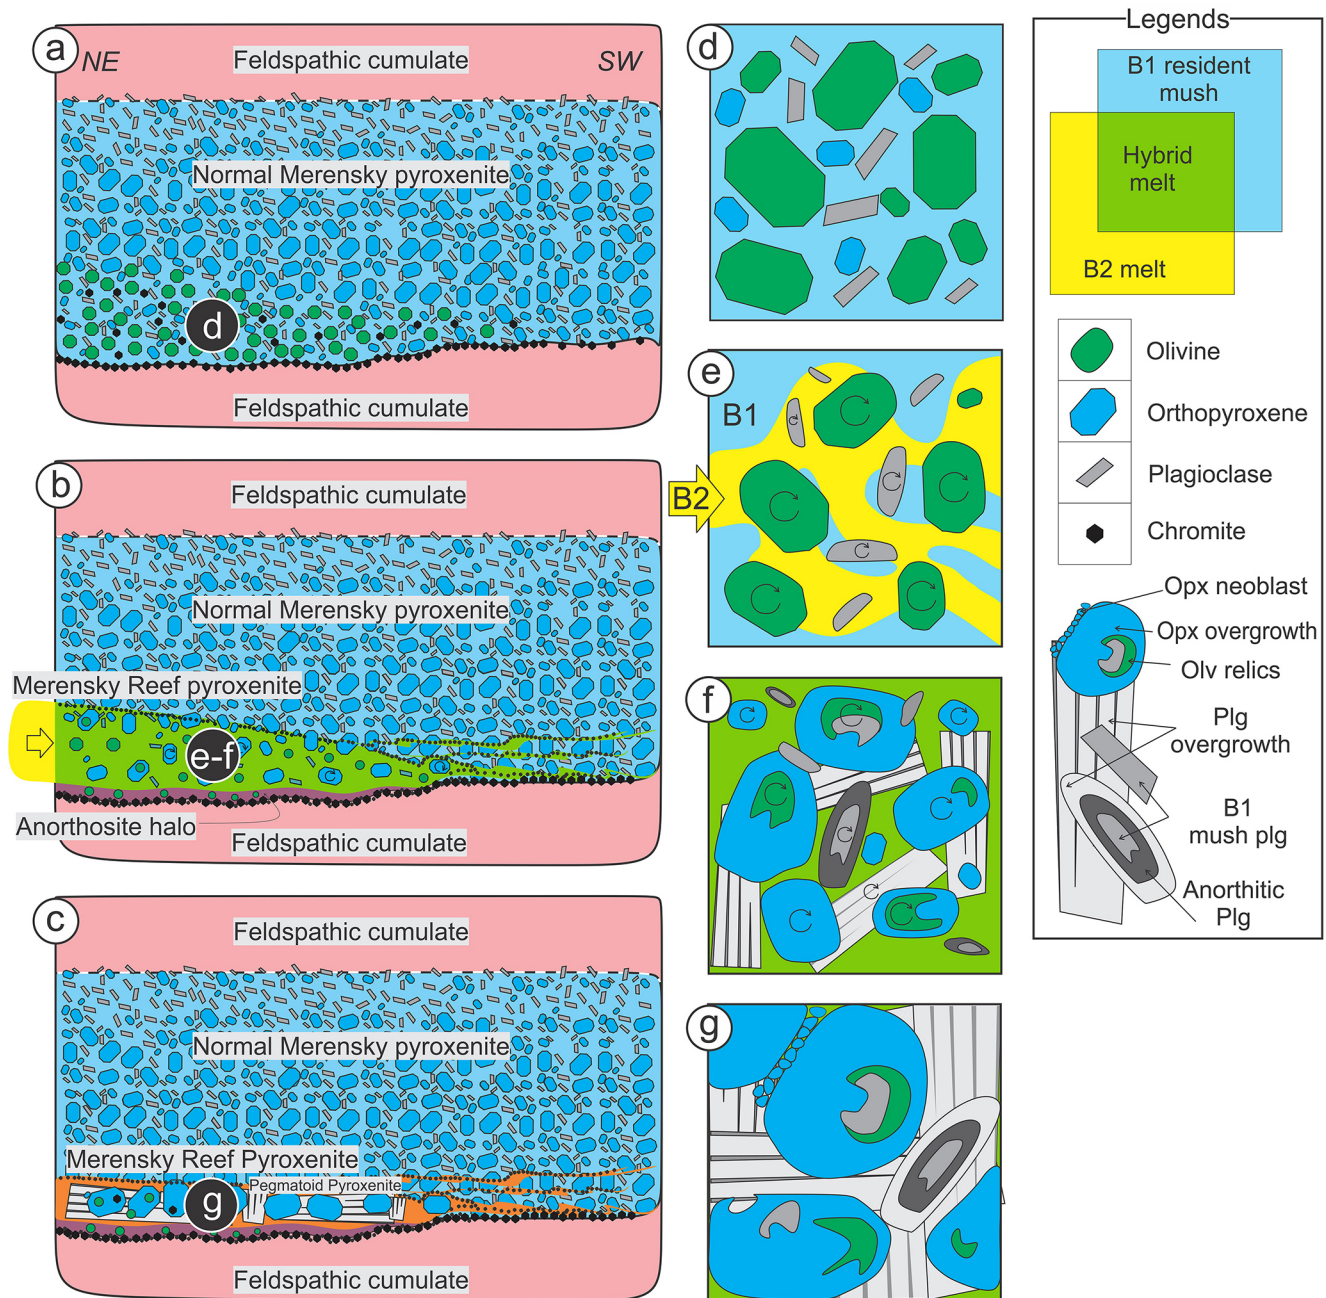 a
NE
Feldspathic cumulate
SW
Normal Merensky pyroxenite
d
Feldspathic cumulate
b
Feldspathic cumulate
Normal Merensky pyroxenite
Merensky Reef pyroxenite
e-f
Anorthosite halo
Feldspathic cumulate
c
Feldspathic cumulate
Normal Merensky pyroxenite
Merensky Reef Pyroxenite
Pegmatoid Pyroxenite
g
Feldspathic cumulate
d
e
B1
B2
f
g
Legends
B1 resident
mush
Hybrid
melt
B2 melt
Olivine
Orthopyroxene
Plagioclase
Chromite
Opx neoblast
Opx overgrowth
Olv relics
Plg
overgrowth
B1
mush plg
Anorthitic
Plg